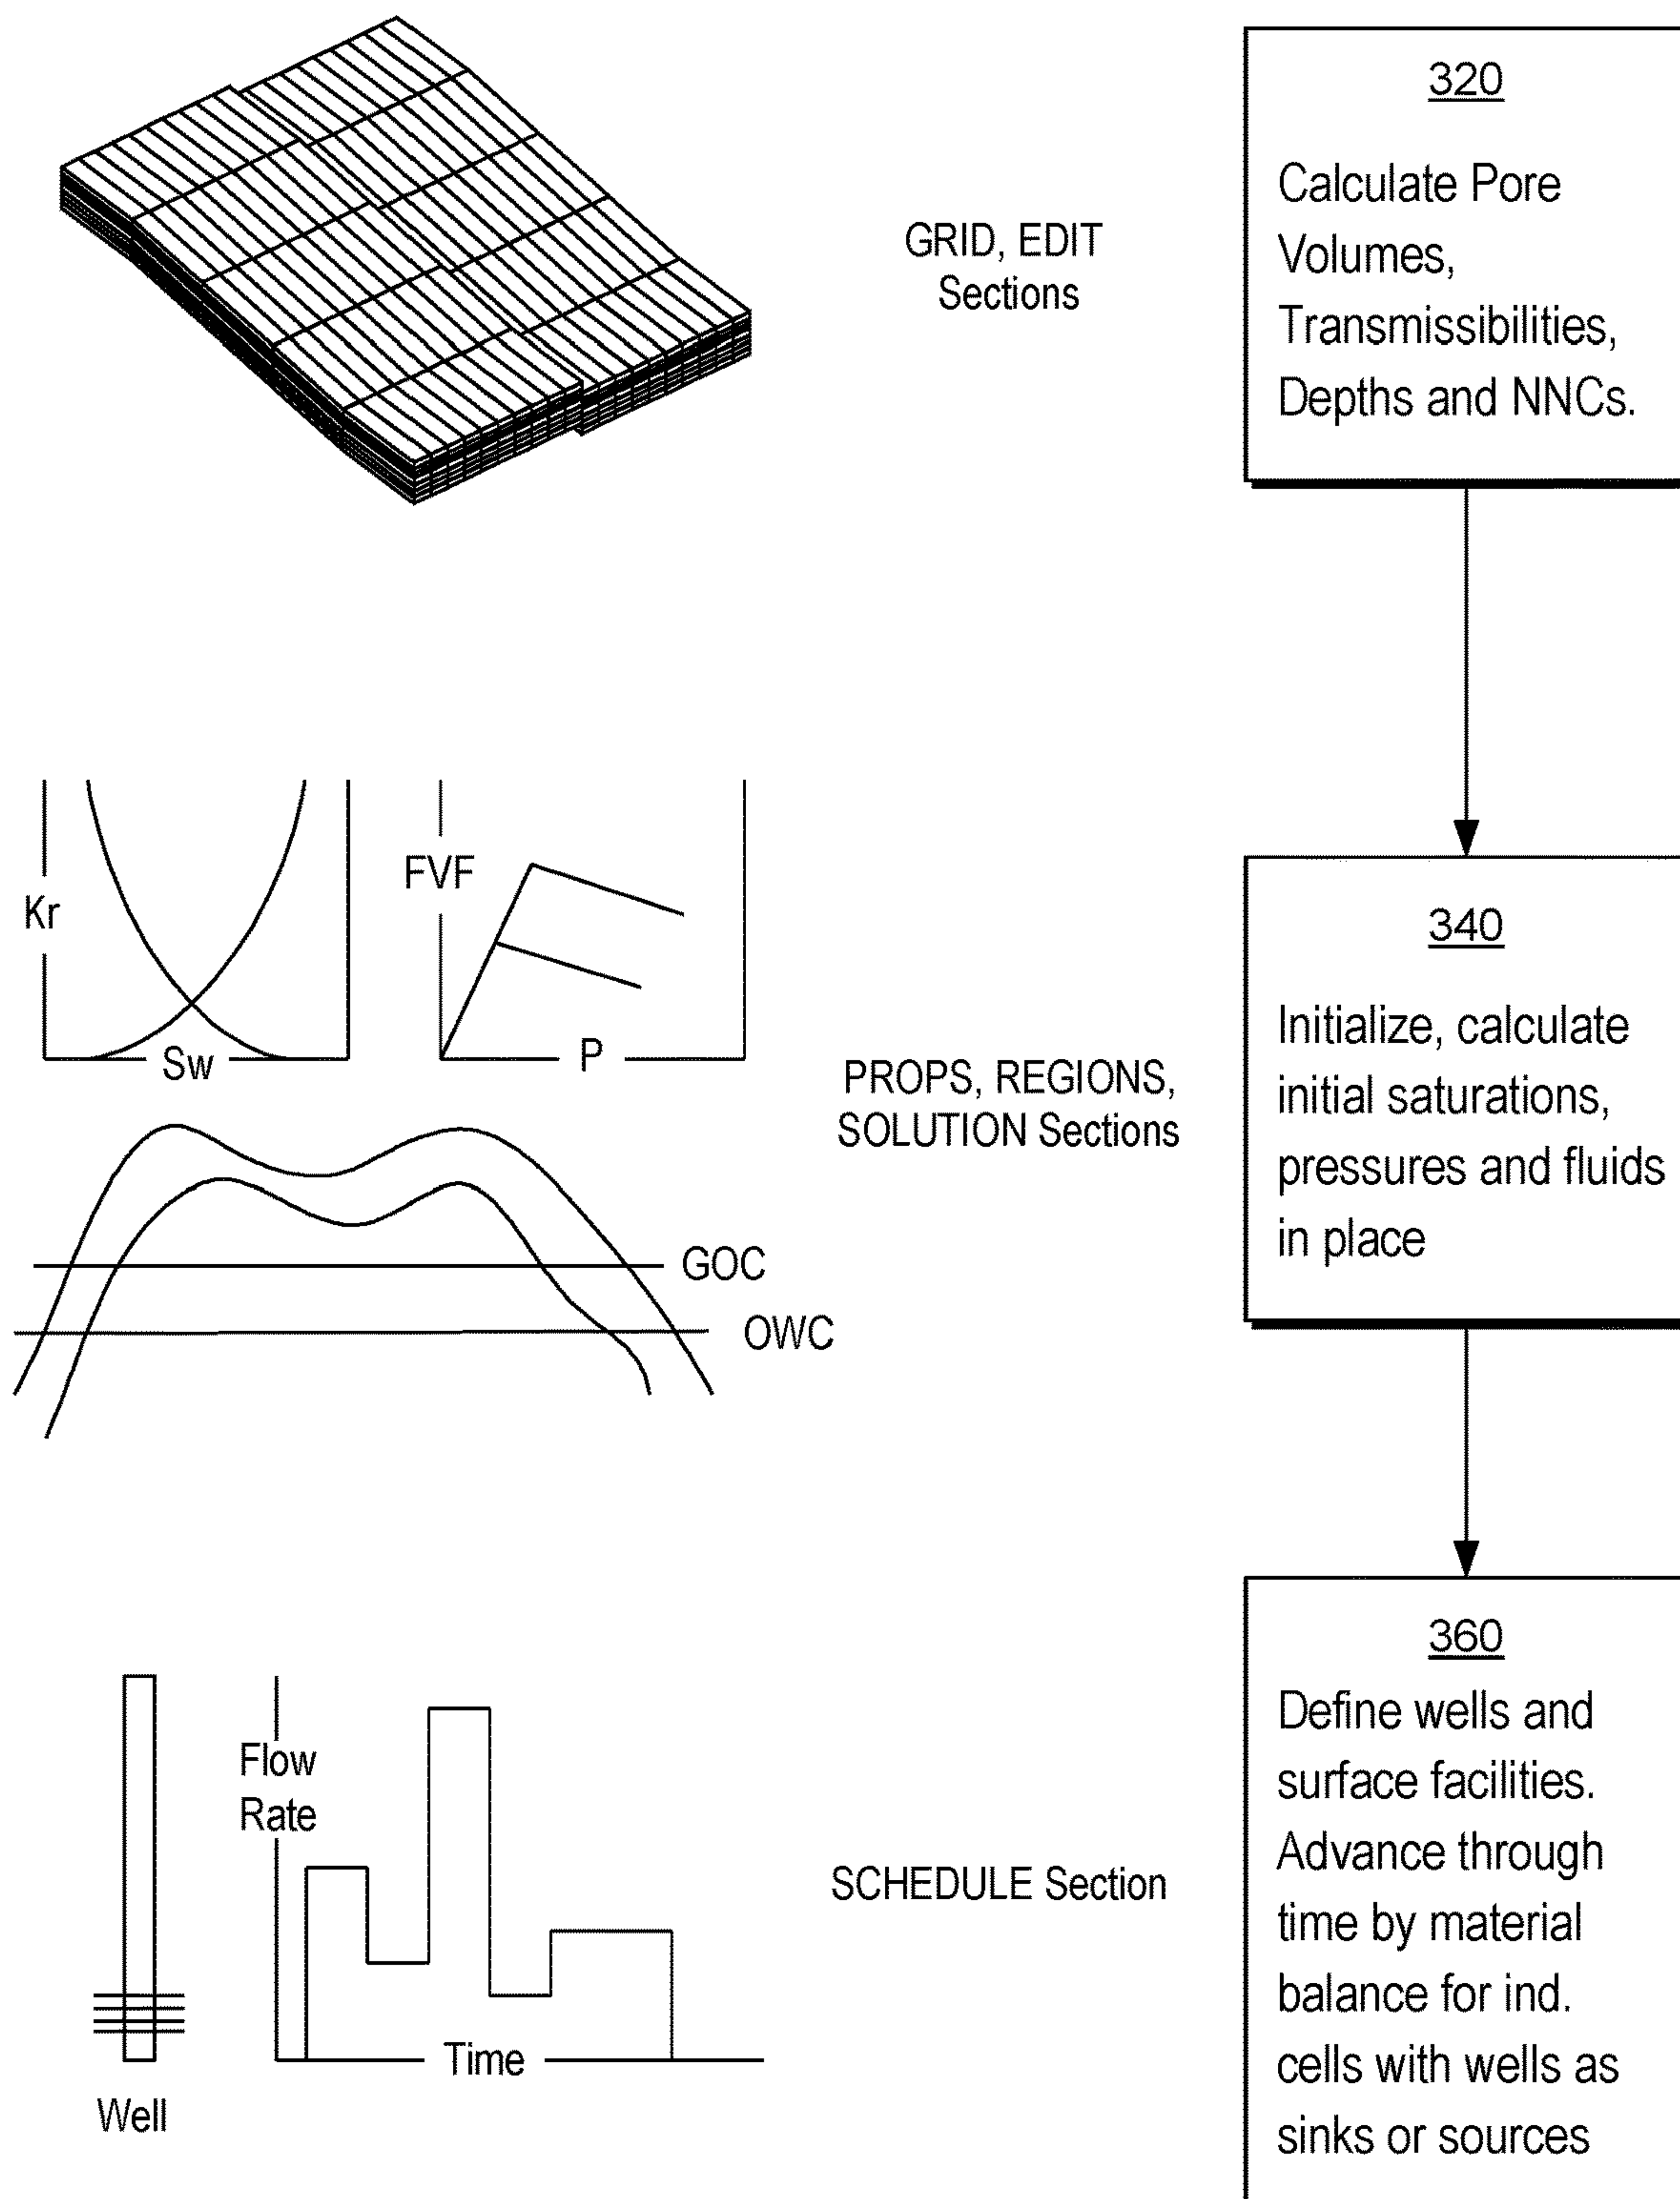 320
Calculate Pore
Volumes,
Transmissibilities,
Depths and NNCs.
GRID, EDIT
Sections
Kr
Sw
FVF
P
GOC
OWC
PROPS, REGIONS,
SOLUTION Sections
340
Initialize, calculate
initial saturations,
pressures and fluids
in place
Well
Flow
Rate
Time
SCHEDULE Section
360
Define wells and
surface facilities.
Advance through
time by material
balance for ind.
cells with wells as
sinks or sources